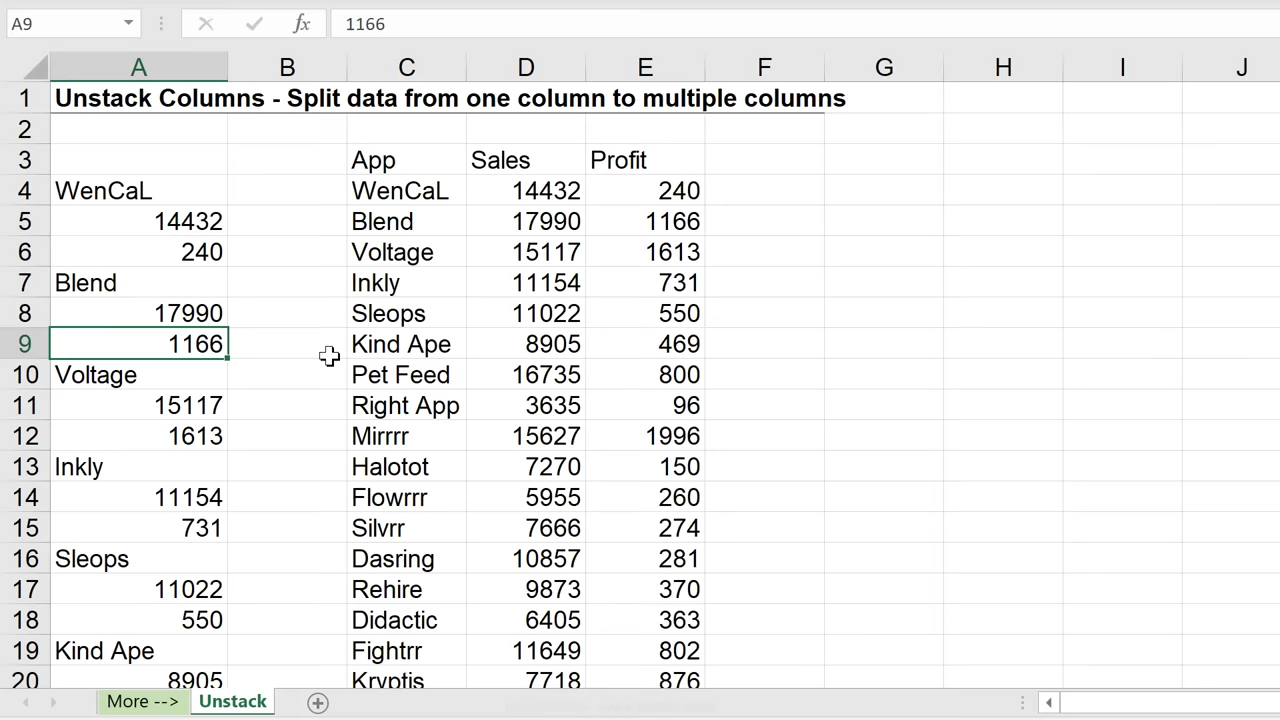 A9 fx 1166
A B C D E F G H I J
1 Unstack Columns - Split data from one column to multiple columns
2
3 App Sales Profit
4 WenCaL WenCaL 14432 240
5 14432 Blend 17990 1166
6 240 Voltage 15117 1613
7 Blend Inkly 11154 731
8 17990 Sleops 11022 550
9 1166 Kind Ape 8905 469
10 Voltage Pet Feed 16735 800
11 15117 Right App 3635 96
12 1613 Mirrrr 15627 1996
13 Inkly Halotot 7270 150
14 11154 Flowrrr 5955 260
15 731 Silvrr 7666 274
16 Sleops Dasring 10857 281
17 11022 Rehire 9873 370
18 550 Didactic 6405 363
19 Kind Ape Fightrr 11649 802
20 8905 Kryptis 7718 876
More --> Unstack